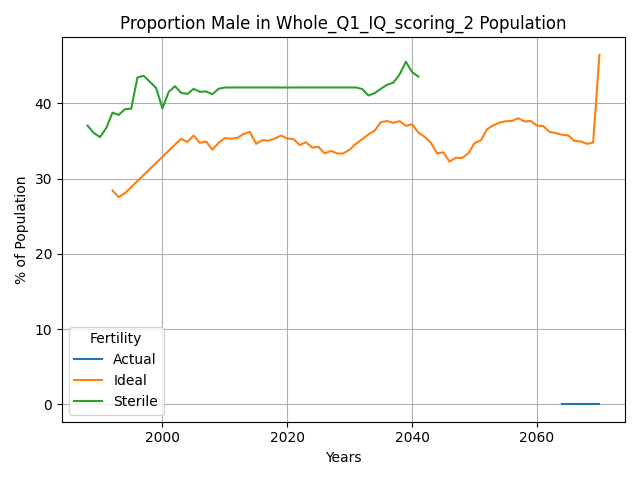 Proportion Male in Whole_Q1_IQ_scoring_2 Population
% of Population
40
30
20
10
0
Fertility
Actual
Ideal
Sterile
2000 2020 2040 2060
Years